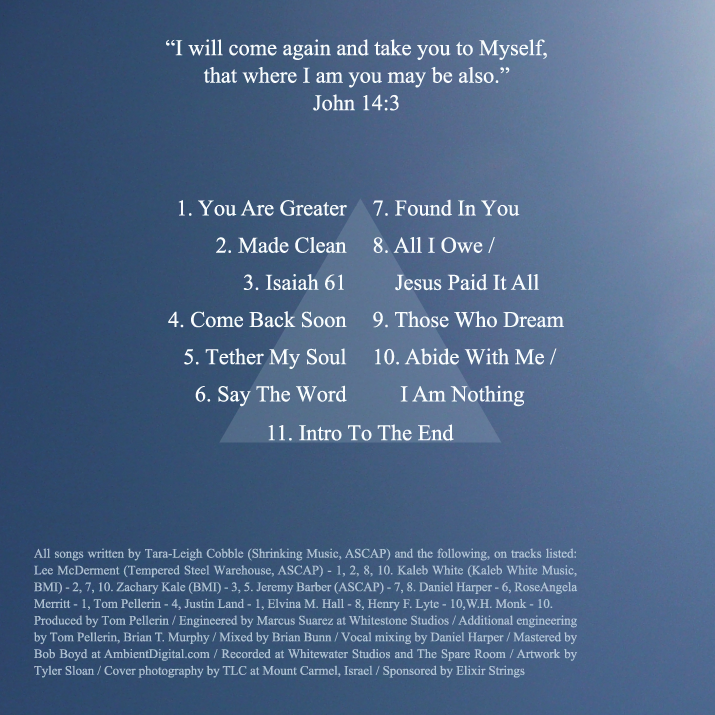 “I will come again and take you to Myself,
that where I am you may be also.”
John 14:3
1. You Are Greater
2. Made Clean
3. Isaiah 61
4. Come Back Soon
5. Tether My Soul
6. Say The Word
7. Found In You
8. All I Owe /
Jesus Paid It All
9. Those Who Dream
10. Abide With Me /
I Am Nothing
11. Intro To The End
All songs written by Tara-Leigh Cobble (Shrinking Music, ASCAP) and the following, on tracks listed:
Lee McDerment (Tempered Steel Warehouse, ASCAP) - 1, 2, 8, 10. Kaleb White (Kaleb White Music,
BMI) - 2, 7, 10. Zachary Kale (BMI) - 3, 5. Jeremy Barber (ASCAP) - 7, 8. Daniel Harper - 6, RoseAngela
Merritt - 1, Tom Pellerin - 4, Justin Land - 1, Elvina M. Hall - 8, Henry F. Lyte - 10,W.H. Monk - 10.
Produced by Tom Pellerin / Engineered by Marcus Suarez at Whitestone Studios / Additional engineering
by Tom Pellerin, Brian T. Murphy / Mixed by Brian Bunn / Vocal mixing by Daniel Harper / Mastered by
Bob Boyd at AmbientDigital.com / Recorded at Whitewater Studios and The Spare Room / Artwork by
Tyler Sloan / Cover photography by TLC at Mount Carmel, Israel / Sponsored by Elixir Strings